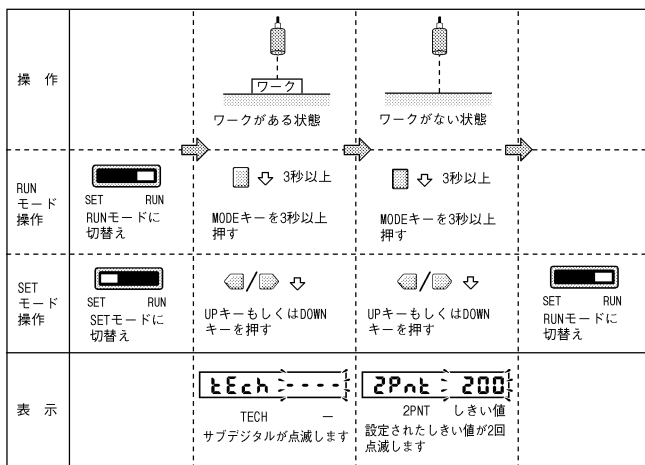 操 作
ワーク
ワークがある状態
ワークがない状態
RUN
モード
操作
SET RUN
RUNモードに
切替え
3秒以上
MODEキーを3秒以上
押す
3秒以上
MODEキーを3秒以上
押す
SET
モード
操作
SET RUN
SETモードに
切替え
/
UPキーもしくはDOWN
キーを押す
/
UPキーもしくはDOWN
キーを押す
SET RUN
RUNモードに
切替え
表 示
tEch ----
TECH —
サブデジタルが点滅します
2Pnt 200
2PNT しきい値
設定されたしきい値が2回
点滅します